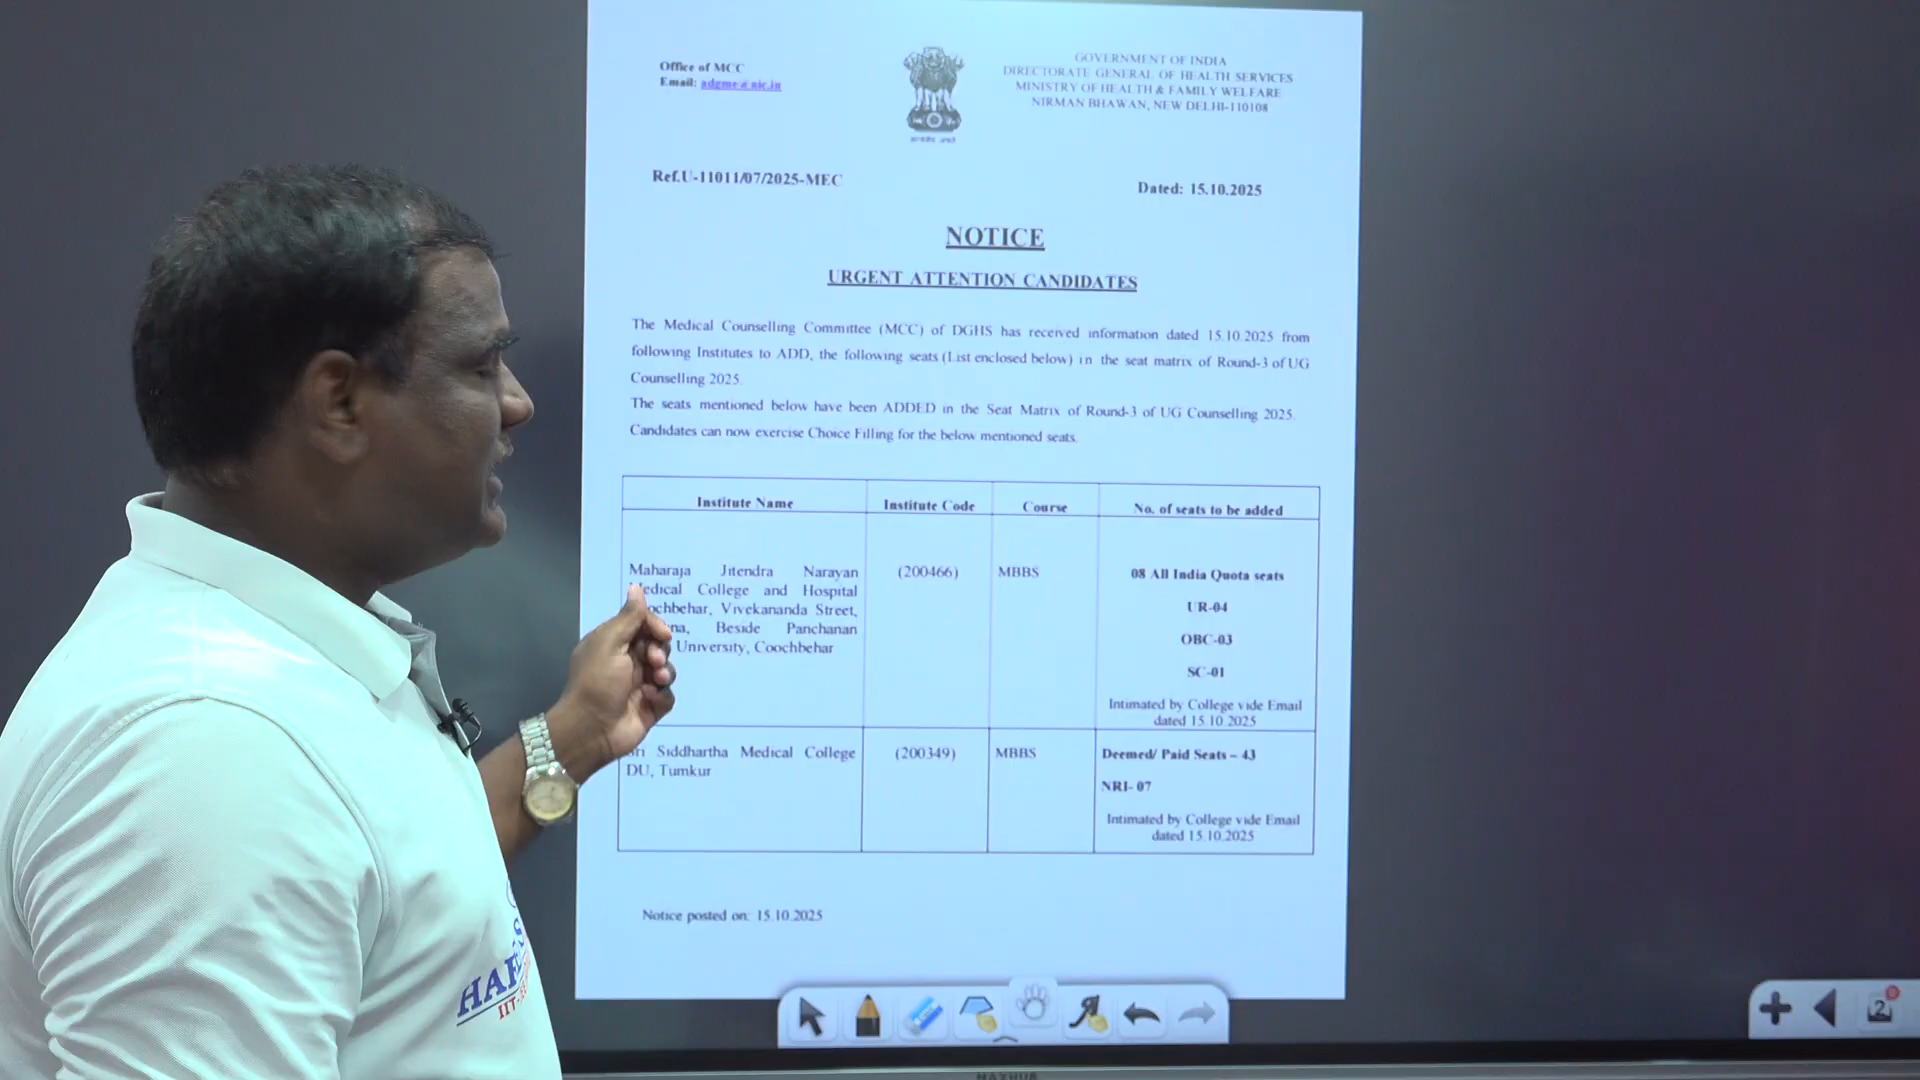 Office of MCC
Email: adgme@nic.in
GOVERNMENT OF INDIA
DIRECTORATE GENERAL OF HEALTH SERVICES
MINISTRY OF HEALTH & FAMILY WELFARE
NIRMAN BHAWAN, NEW DELHI-110108
Ref.U-11011/07/2025-MEC
Dated: 15.10.2025
NOTICE
URGENT ATTENTION CANDIDATES
The Medical Counselling Committee (MCC) of DGHS has received information dated 15.10.2025 from
following Institutes to ADD, the following seats (List enclosed below) in the seat matrix of Round-3 of UG
Counselling 2025.
The seats mentioned below have been ADDED in the Seat Matrix of Round-3 of UG Counselling 2025.
Candidates can now exercise Choice Filling for the below mentioned seats.
Institute Name
Institute Code
Course
No. of seats to be added
Maharaja Jitendra Narayan
Medical College and Hospital
Vivekananda Street,
Beside Panchanan
University, Coochbehar
(200466)
MBBS
08 All India Quota seats
UR-04
OBC-03
SC-01
Intimated by College vide Email
dated 15.10.2025
Sri Siddhartha Medical College
DU, Tumkur
(200349)
MBBS
Deemed/ Paid Seats – 43
NRI- 07
Intimated by College vide Email
dated 15.10.2025
Notice posted on: 15.10.2025
2